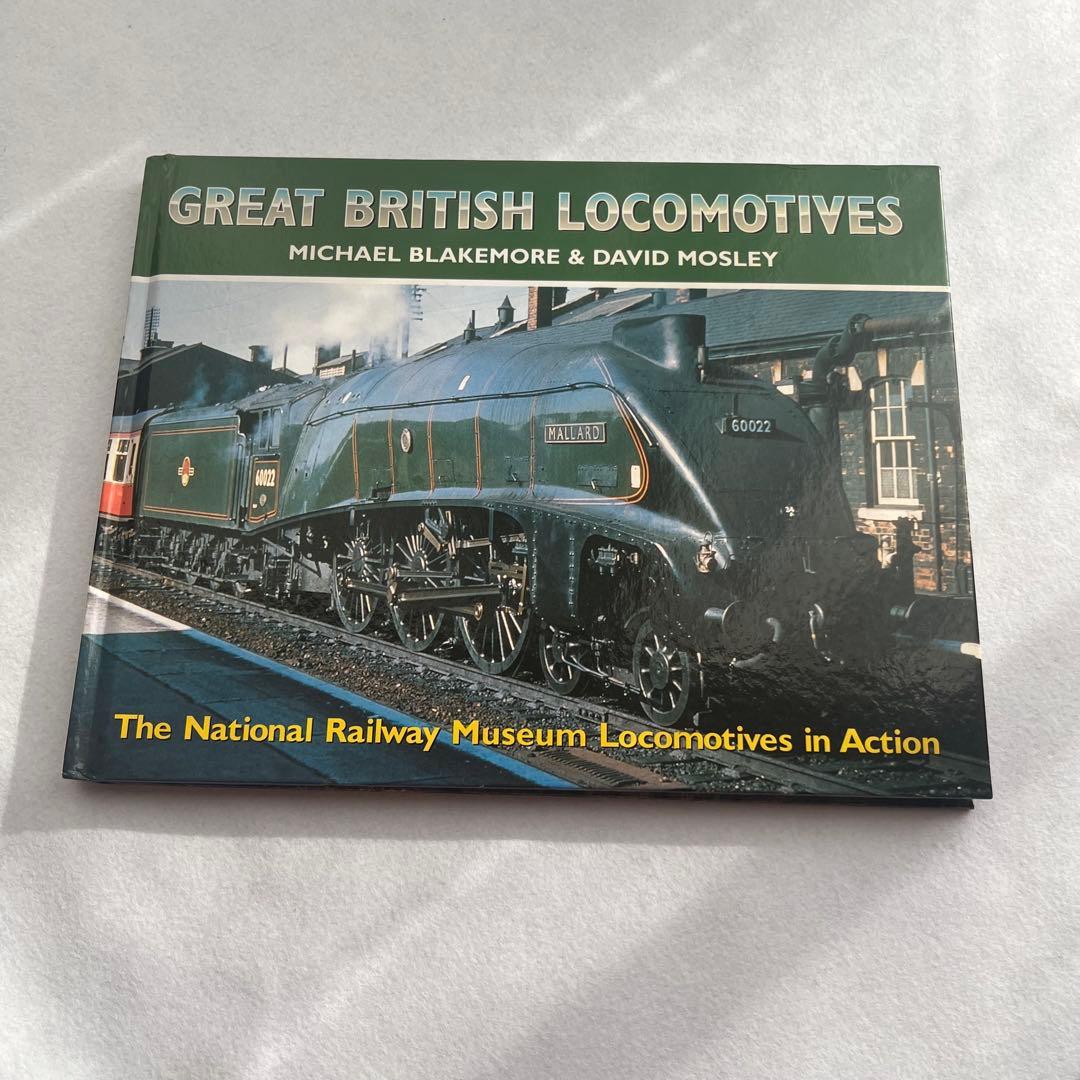 GREAT BRITISH LOCOMOTIVES
MICHAEL BLAKEMORE & DAVID MOSLEY
MALLARD
60022
60022
The National Railway Museum Locomotives in Action